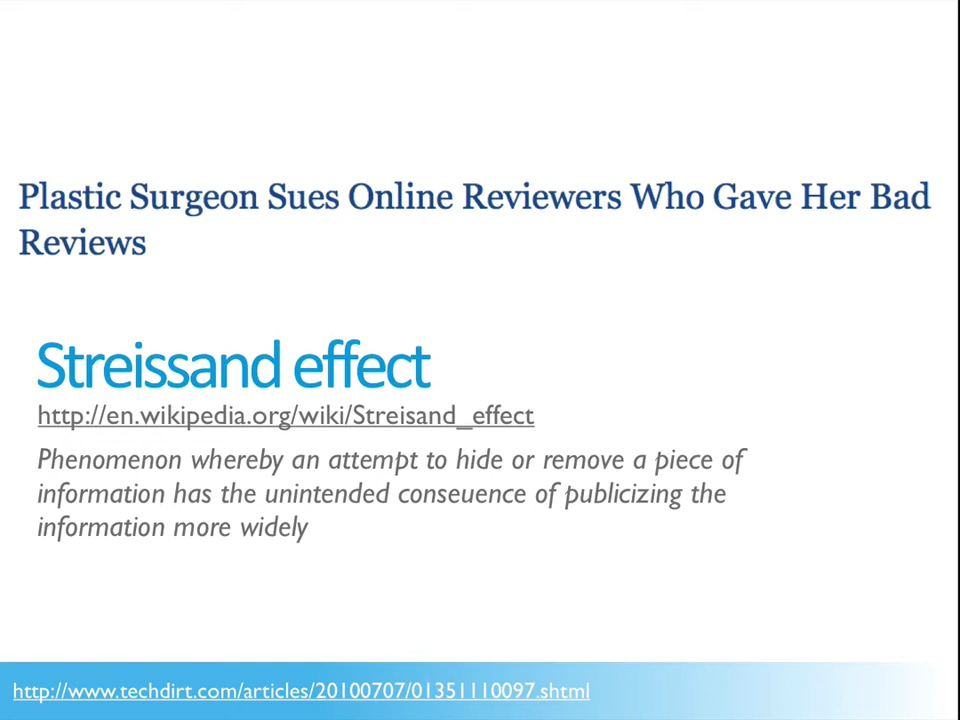 Plastic Surgeon Sues Online Reviewers Who Gave Her Bad
Reviews
Streissand effect
http://en.wikipedia.org/wiki/Streisand_effect
Phenomenon whereby an attempt to hide or remove a piece of
information has the unintended conseuence of publicizing the
information more widely
http://www.techdirt.com/articles/20100707/01351110097.shtml